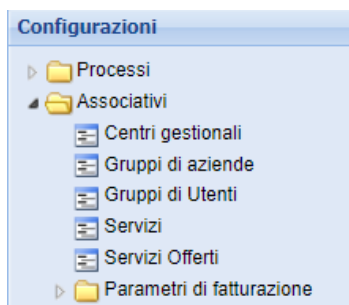 Configurazioni
Processi
Associativi
Centri gestionali
Gruppi di aziende
Gruppi di Utenti
Servizi
Servizi Offerti
Parametri di fatturazione